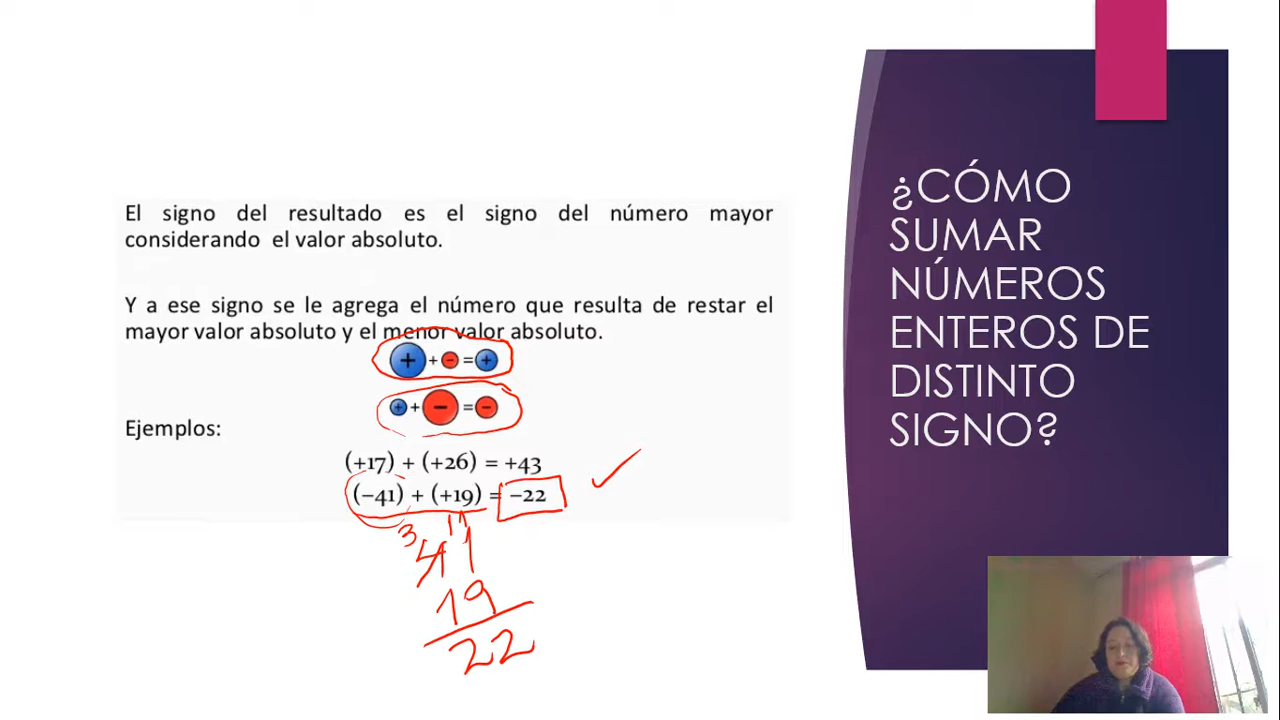 El signo del resultado es el signo del número mayor
considerando el valor absoluto.
Y a ese signo se le agrega el número que resulta de restar el
mayor valor absoluto y el menor valor absoluto.
+ + - = +
+ + - = -
Ejemplos:
(+17) + (+26) = +43
(−41) + (+19) = −22
3 11
41
19
22
¿CÓMO
SUMAR
NÚMEROS
ENTEROS DE
DISTINTO
SIGNO?